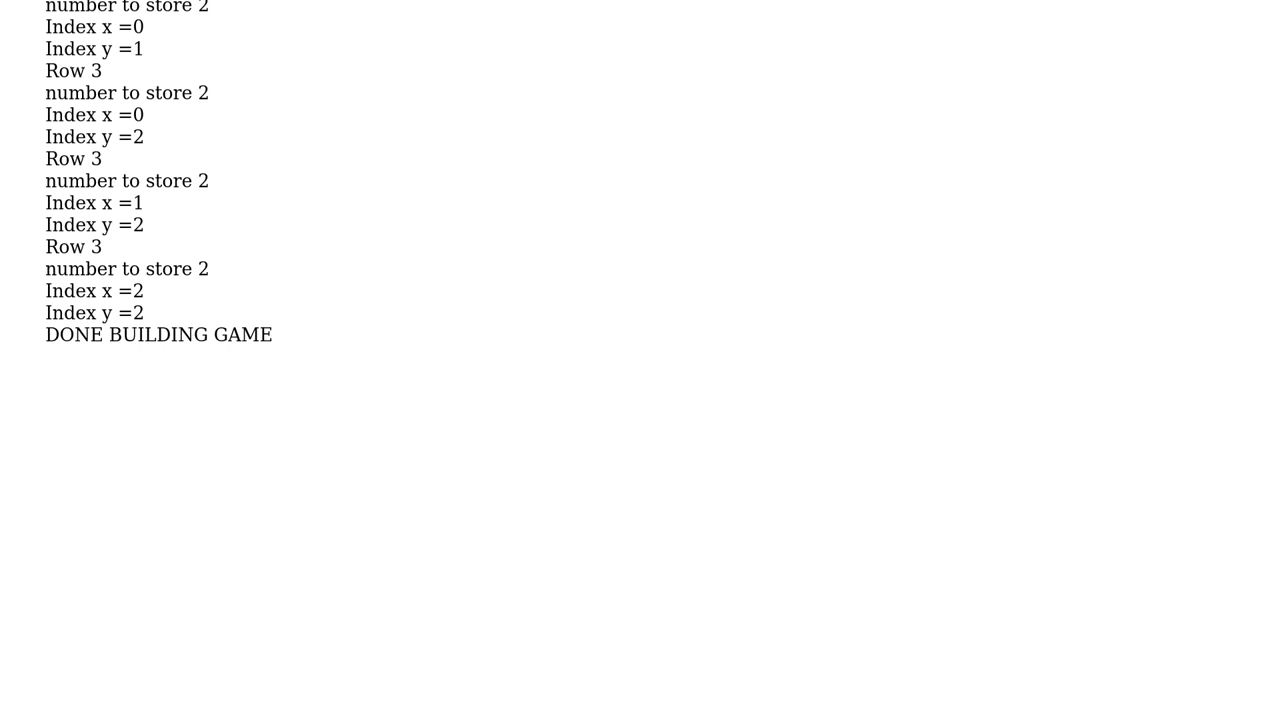 number to store 2
Index x =0
Index y =1
Row 3
number to store 2
Index x =0
Index y =2
Row 3
number to store 2
Index x =1
Index y =2
Row 3
number to store 2
Index x =2
Index y =2
DONE BUILDING GAME